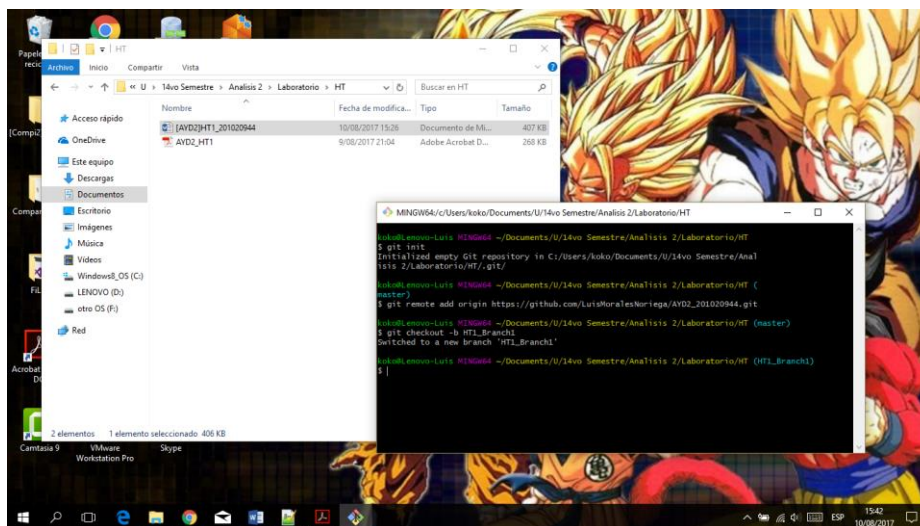 HT
Archivo Inicio Compartir Vista
« U > 14vo Semestre > Analisis 2 > Laboratorio > HT
Buscar en HT
Nombre Fecha de modifica... Tipo Tamaño
[AYD2]HT1_201020944 10/08/2017 15:26 Documento de Mi... 407 KB
AYD2_HT1 9/08/2017 21:04 Adobe Acrobat D... 268 KB
Acceso rápido
OneDrive
Este equipo
Descargas
Documentos
Escritorio
Imágenes
Música
Vídeos
Windows8_OS (C:)
LENOVO (D:)
otro OS (F:)
Red
2 elementos 1 elemento seleccionado 406 KB
MINGW64:/c/Users/koko/Documents/U/14vo Semestre/Analisis 2/Laboratorio/HT
koko@Lenovo-Luis MINGW64 ~/Documents/U/14vo Semestre/Analisis 2/Laboratorio/HT
$ git init
Initialized empty Git repository in C:/Users/koko/Documents/U/14vo Semestre/Anal
isis 2/Laboratorio/HT/.git/
koko@Lenovo-Luis MINGW64 ~/Documents/U/14vo Semestre/Analisis 2/Laboratorio/HT (
master)
$ git remote add origin https://github.com/LuisMoralesNoriega/AYD2_201020944.git
koko@Lenovo-Luis MINGW64 ~/Documents/U/14vo Semestre/Analisis 2/Laboratorio/HT (master)
$ git checkout -b HT1_Branch1
Switched to a new branch 'HT1_Branch1'
koko@Lenovo-Luis MINGW64 ~/Documents/U/14vo Semestre/Analisis 2/Laboratorio/HT (HT1_Branch1)
$
Camtasia 9 VMware Skype
Workstation Pro
ESP
15:42
10/08/2017